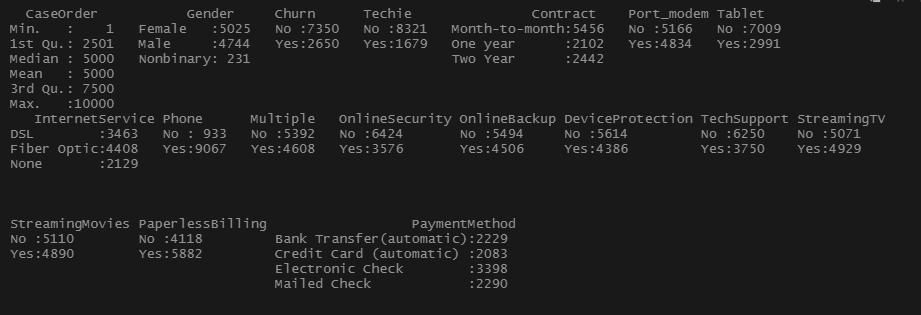 CaseOrder Gender Churn Techie Contract Port_modem Tablet
Min. : 1 Female :5025 No :7350 No :8321 Month-to-month:5456 No :5166 No :7009
1st Qu.: 2501 Male :4744 Yes:2650 Yes:1679 One year :2102 Yes:4834 Yes:2991
Median : 5000 Nonbinary: 231 Two Year :2442
Mean : 5000
3rd Qu.: 7500
Max. :10000
InternetService Phone Multiple OnlineSecurity OnlineBackup DeviceProtection TechSupport StreamingTV
DSL :3463 No : 933 No :5392 No :6424 No :5494 No :5614 No :6250 No :5071
Fiber Optic:4408 Yes:9067 Yes:4608 Yes:3576 Yes:4506 Yes:4386 Yes:3750 Yes:4929
None :2129
StreamingMovies PaperlessBilling PaymentMethod
No :5110 No :4118 Bank Transfer(automatic):2229
Yes:4890 Yes:5882 Credit Card (automatic) :2083
Electronic Check :3398
Mailed Check :2290